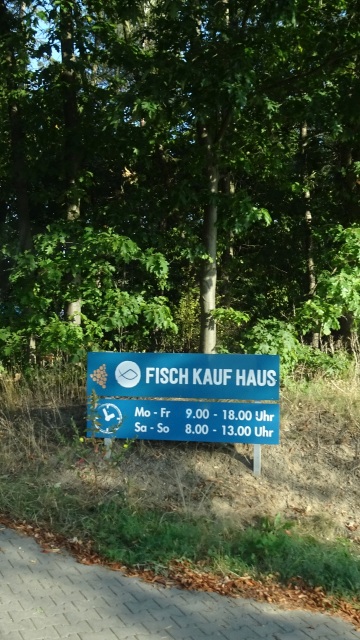 FISCH KAUF HAUS
Mo - Fr 9.00 - 18.00 Uhr
Sa - So 8.00 - 13.00 Uhr